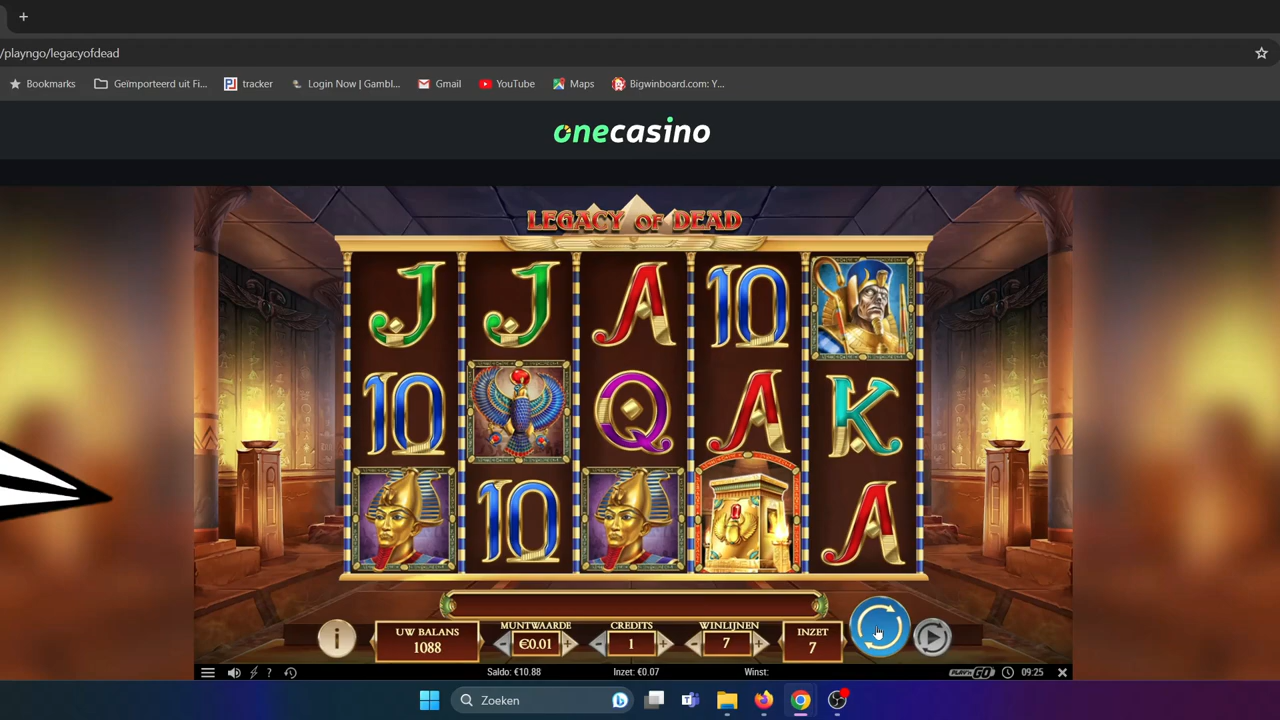 +
/playngo/legacyofdead
Bookmarks Geïmporteerd uit Fi... tracker Login Now | Gambl... Gmail YouTube Maps Bigwinboard.com: Y...
onecasino
LEGACY OF DEAD
J J A 10
10 Q A K
10 A
UW BALANS MUNTWAARDE CREDITS WINLIJNEN INZET
1088 - €0.01 + - 1 + - 7 + 7
Saldo: €10.88 Inzet: €0.07 Winst: PLAY'N GO 09:25
Zoeken